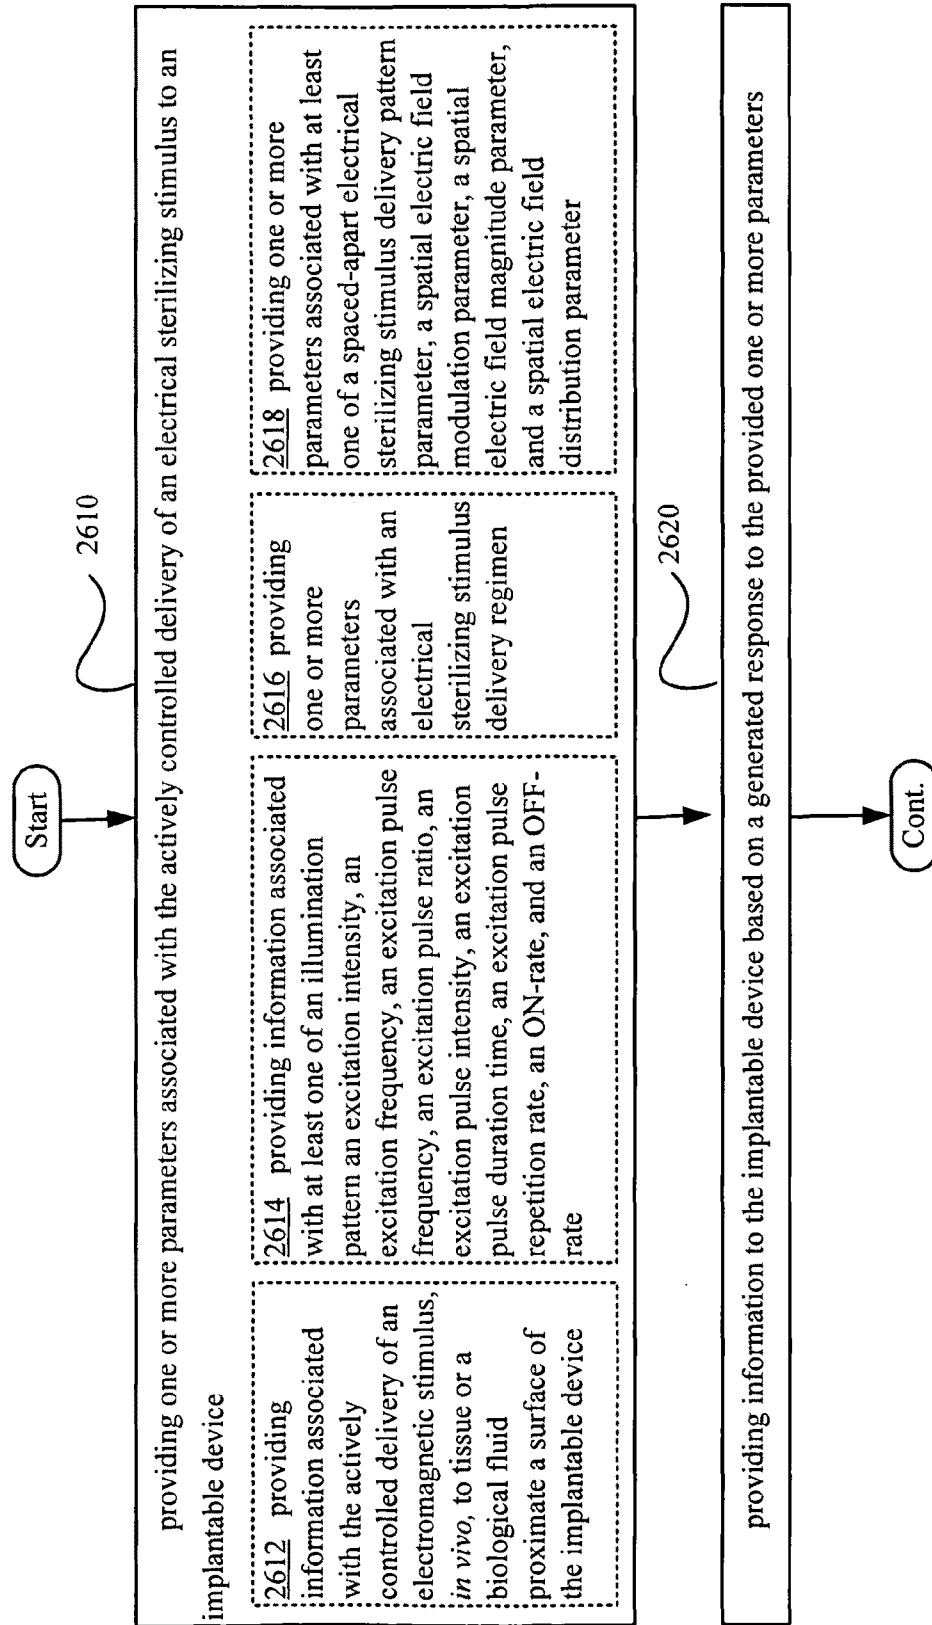 Start
2610
providing one or more parameters associated with the actively controlled delivery of an electrical sterilizing stimulus to an
implantable device
2612 providing
information associated
with the actively
controlled delivery of an
electromagnetic stimulus,
in vivo, to tissue or a
biological fluid
proximate a surface of
the implantable device
2614 providing information associated
with at least one of an illumination
pattern an excitation intensity, an
excitation frequency, an excitation pulse
frequency, an excitation pulse ratio, an
excitation pulse intensity, an excitation
pulse duration time, an excitation pulse
repetition rate, an ON-rate, and an OFF-
rate
2616 providing
one or more
parameters
associated with an
electrical
sterilizing stimulus
delivery regimen
2618 providing one or more
parameters associated with at least
one of a spaced-apart electrical
sterilizing stimulus delivery pattern
parameter, a spatial electric field
modulation parameter, a spatial
electric field magnitude parameter,
and a spatial electric field
distribution parameter
2620
providing information to the implantable device based on a generated response to the provided one or more parameters
Cont.